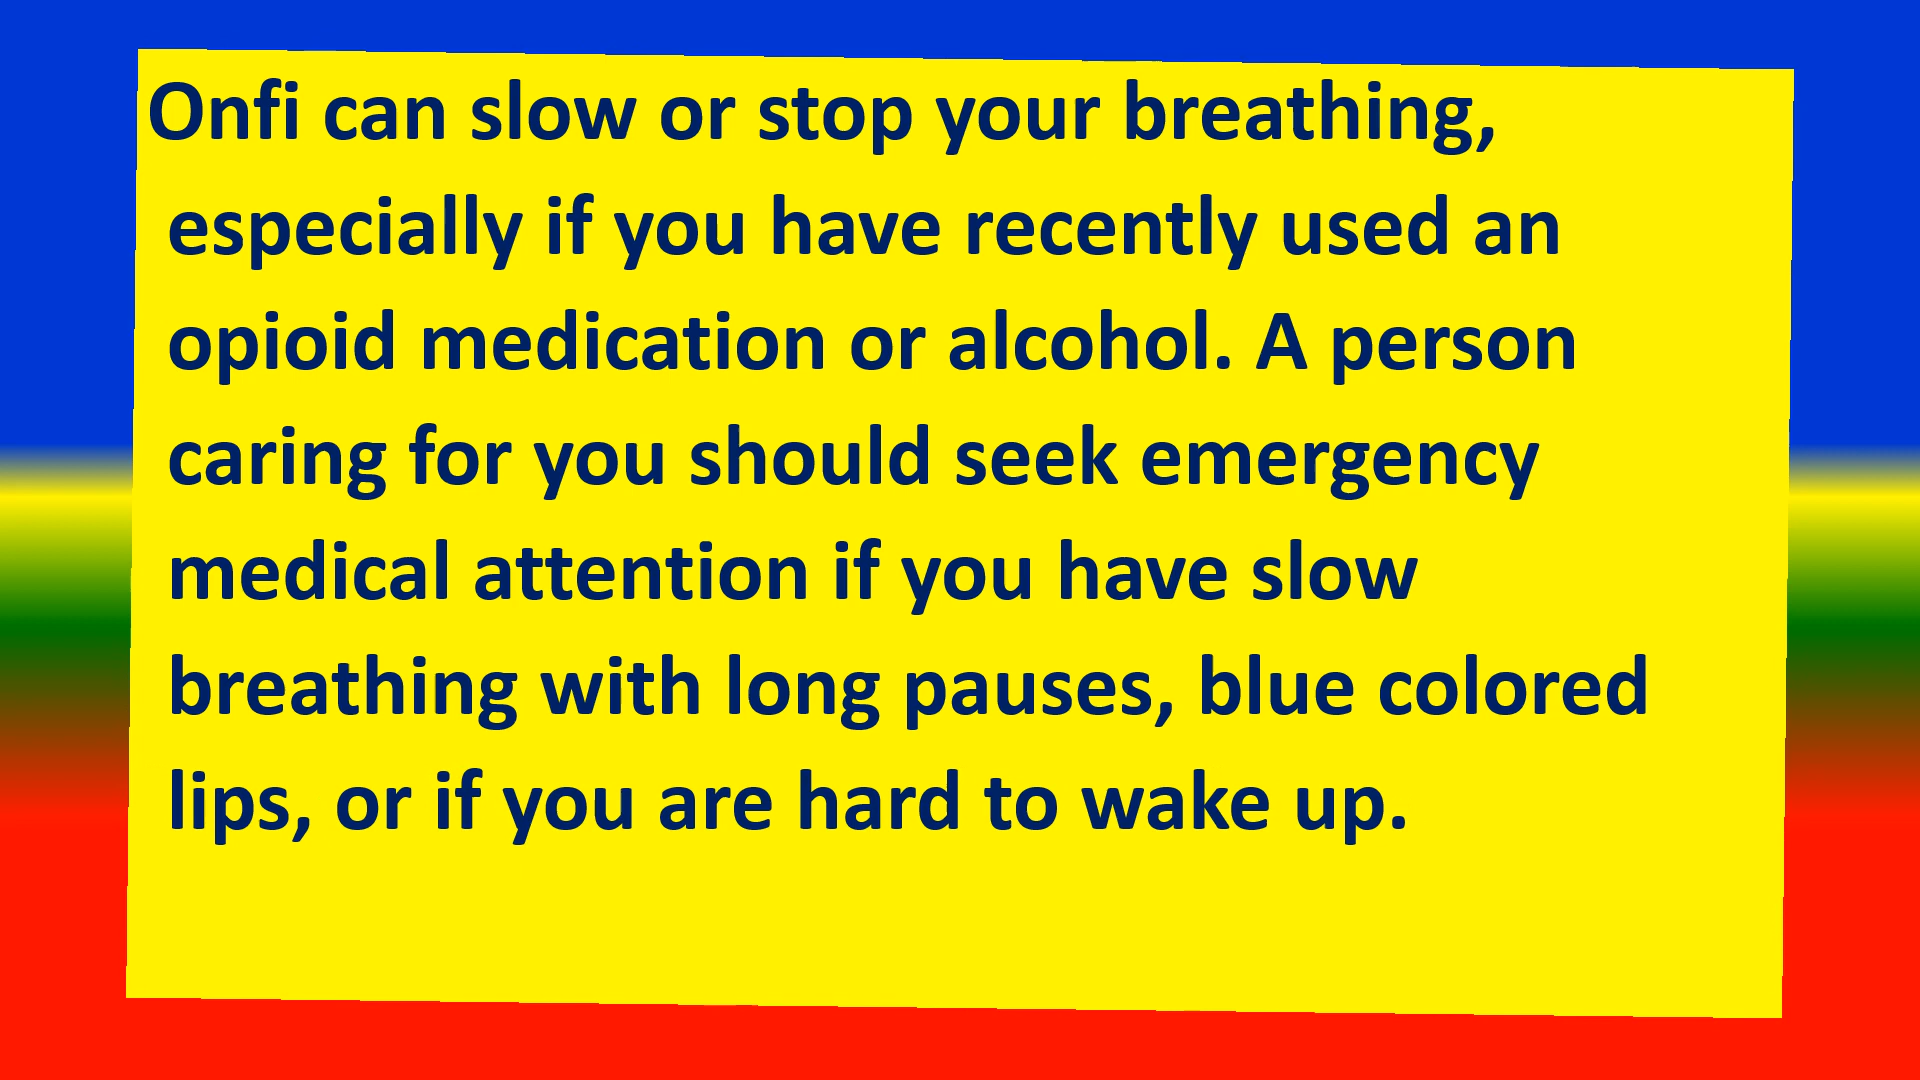 Onfi can slow or stop your breathing,
especially if you have recently used an
opioid medication or alcohol. A person
caring for you should seek emergency
medical attention if you have slow
breathing with long pauses, blue colored
lips, or if you are hard to wake up.